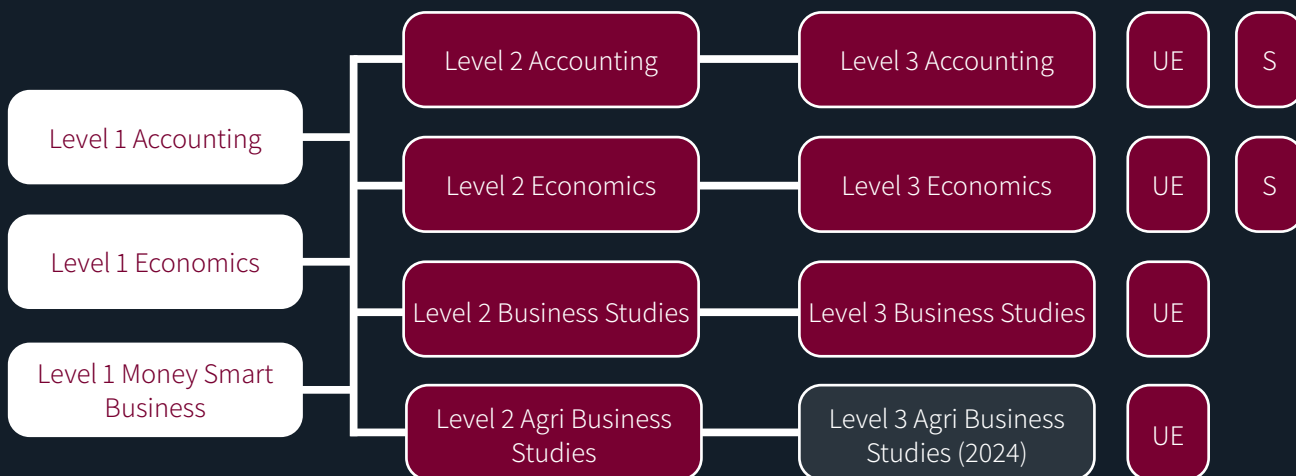 Level 1 Accounting
Level 1 Economics
Level 1 Money Smart
Business
Level 2 Accounting
Level 3 Accounting
UE
S
Level 2 Economics
Level 3 Economics
UE
S
Level 2 Business Studies
Level 3 Business Studies
UE
Level 2 Agri Business
Studies
Level 3 Agri Business
Studies (2024)
UE